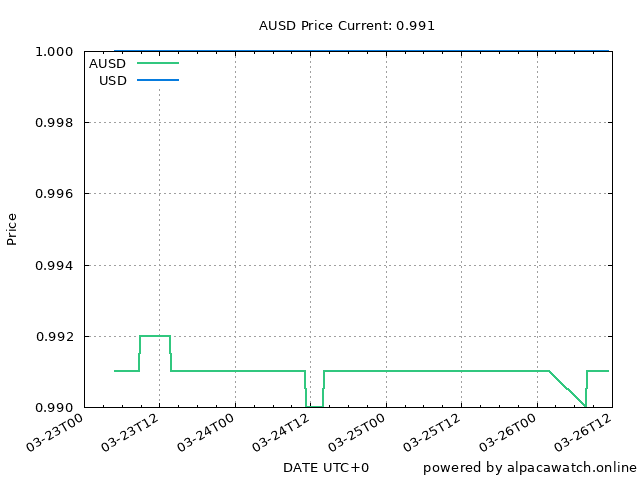 AUSD Price Current: 0.991
1.000
AUSD
USD
0.998
0.996
Price
0.994
0.992
0.990
03-23T00
03-23T12
03-24T00
03-24T12
03-25T00
03-25T12
03-26T00
03-26T12
DATE UTC+0
powered by alpacawatch.online